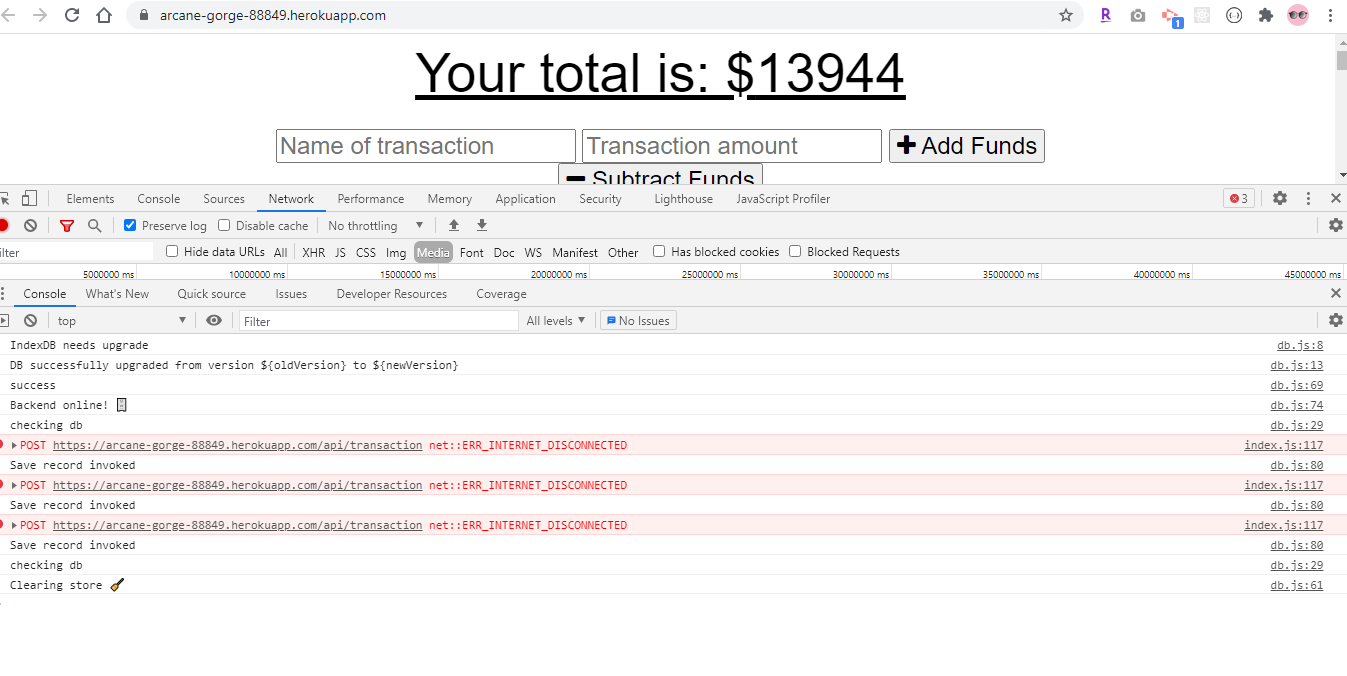 arcane-gorge-88849.herokuapp.com R 1
Your total is: $13944
Name of transaction Transaction amount Add Funds
Subtract Funds
Elements Console Sources Network Performance Memory Application Security Lighthouse JavaScript Profiler 3
Preserve log Disable cache No throttling
ilter Hide data URLs All XHR JS CSS Img Media Font Doc WS Manifest Other Has blocked cookies Blocked Requests
5000000 ms 10000000 ms 15000000 ms 20000000 ms 25000000 ms 30000000 ms 35000000 ms 40000000 ms 45000000 ms
Console What's New Quick source Issues Developer Resources Coverage
top Filter All levels No Issues
IndexDB needs upgrade db.js:8
DB successfully upgraded from version ${oldVersion} to ${newVersion} db.js:13
success db.js:69
Backend online! db.js:74
checking db db.js:29
POST https://arcane-gorge-88849.herokuapp.com/api/transaction net::ERR_INTERNET_DISCONNECTED index.js:117
Save record invoked db.js:80
POST https://arcane-gorge-88849.herokuapp.com/api/transaction net::ERR_INTERNET_DISCONNECTED index.js:117
Save record invoked db.js:80
POST https://arcane-gorge-88849.herokuapp.com/api/transaction net::ERR_INTERNET_DISCONNECTED index.js:117
Save record invoked db.js:80
checking db db.js:29
Clearing store db.js:61